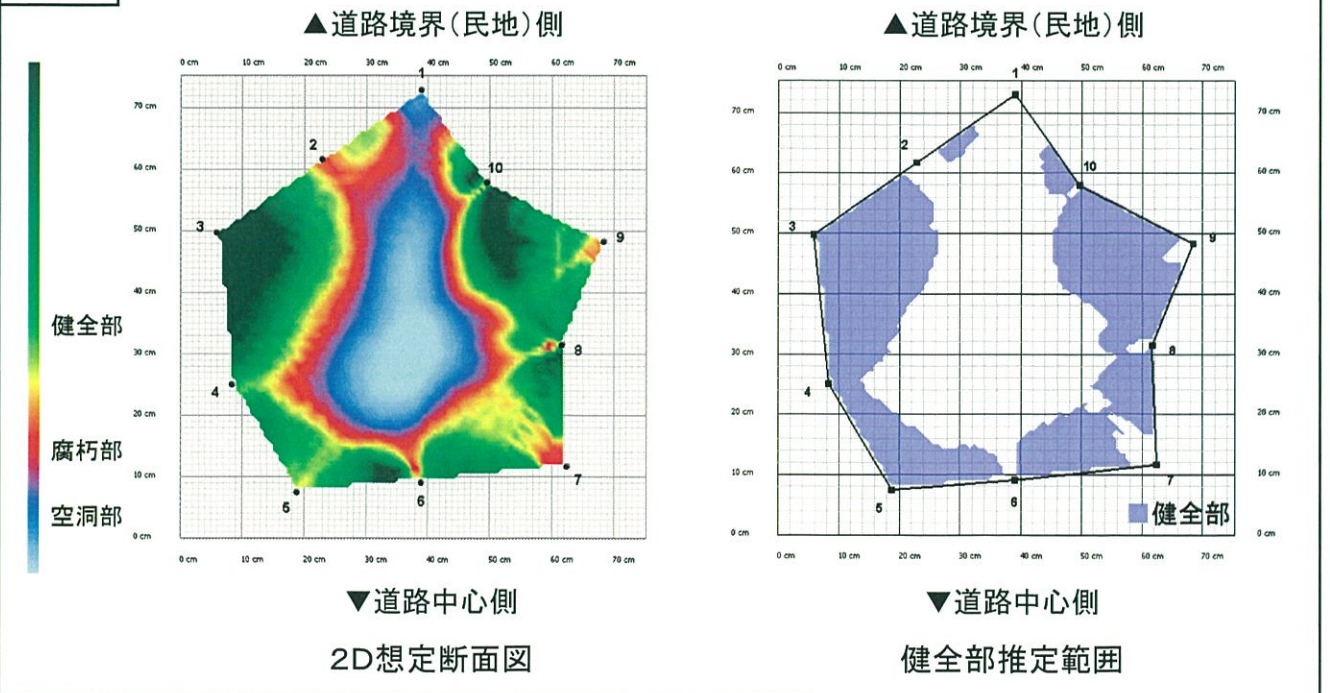 ▲道路境界(民地)側
0 cm 10 cm 20 cm 30 cm 40 cm 50 cm 60 cm 70 cm
70 cm
60 cm
50 cm
40 cm
30 cm
20 cm
10 cm
0 cm
1
2
10
3
9
8
4
7
5
6
0 cm 10 cm 20 cm 30 cm 40 cm 50 cm 60 cm 70 cm
健全部
腐朽部
空洞部
▼道路中心側
2D想定断面図
▲道路境界(民地)側
0 cm 10 cm 20 cm 30 cm 40 cm 50 cm 60 cm 70 cm
70 cm 70 cm
60 cm 60 cm
50 cm 50 cm
40 cm 40 cm
30 cm 30 cm
20 cm 20 cm
10 cm 10 cm
0 cm 0 cm
1
2
10
3
9
8
4
7
5
6
健全部
0 cm 10 cm 20 cm 30 cm 40 cm 50 cm 60 cm 70 cm
▼道路中心側
健全部推定範囲